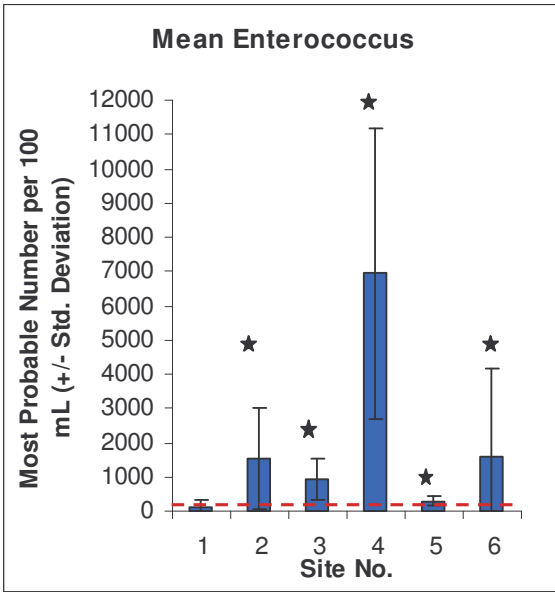 Mean Enterococcus
Most Probable Number per 100
mL (+/- Std. Deviation)
12000
11000
10000
9000
8000
7000
6000
5000
4000
3000
2000
1000
0
1 2 3 4 5 6
Site No.